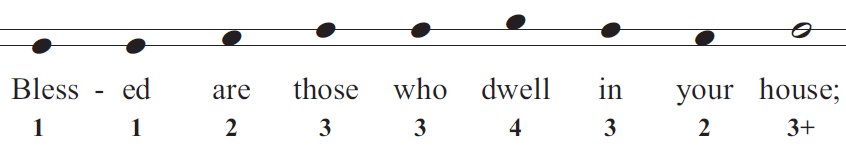 Bless - ed are those who dwell in your house;
1 1 2 3 3 4 3 2 3+